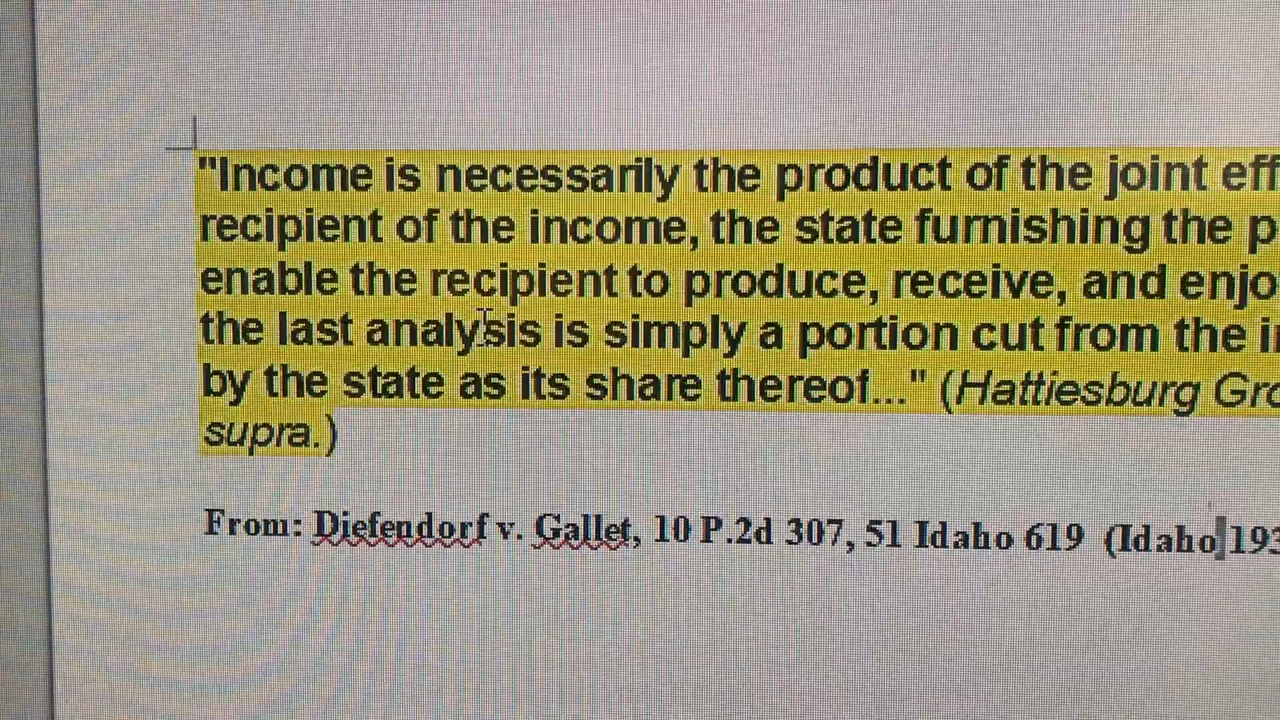 "Income is necessarily the product of the joint eff
recipient of the income, the state furnishing the p
enable the recipient to produce, receive, and enjo
the last analysis is simply a portion cut from the i
by the state as its share thereof..." (Hattiesburg Gro
supra.)
From: Diefendorf v. Gallet, 10 P.2d 307, 51 Idaho 619 (Idaho 193